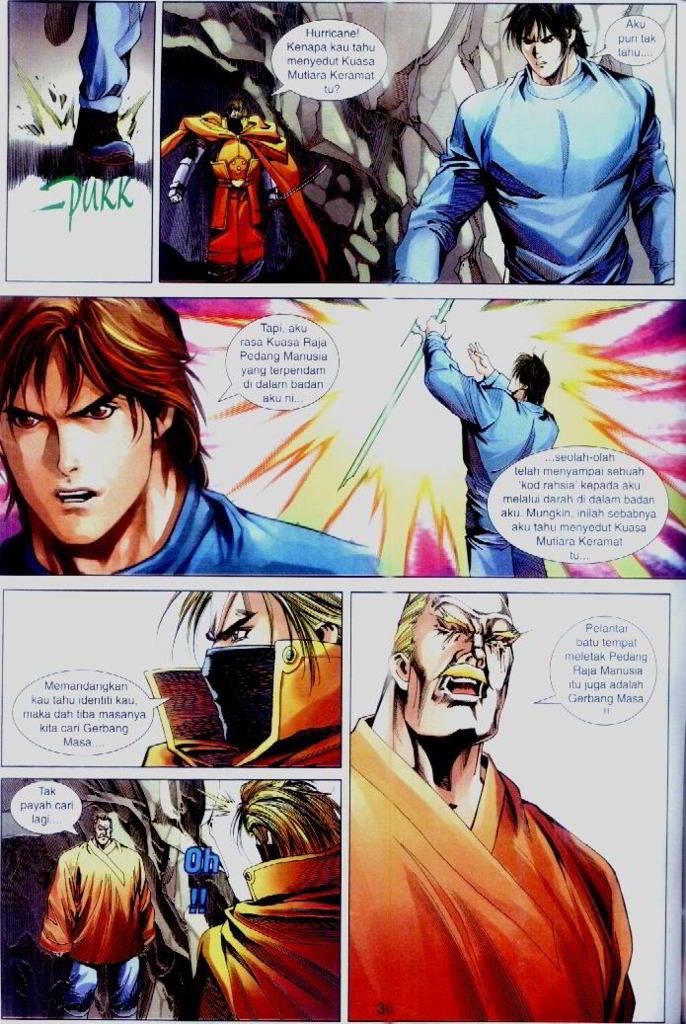 PUKK
Hurricane!
Kenapa kau tahu
menyedut Kuasa
Mutiara Keramat
tu?
Aku
pun tak
tahu....
Tapi, aku
rasa Kuasa Raja
Pedang Manusia
yang terpendam
di dalam badan
aku ni...
...seolah-olah
telah menyampai sebuah
'kod rahsia' kepada aku
melalui darah di dalam badan
aku. Mungkin, inilah sebabnya
aku tahu menyedut Kuasa
Mutiara Keramat
tu...
Memandangkan
kau tahu identiti kau,
maka dah tiba masanya
kita cari Gerbang
Masa....
Tak
payah cari
lagi....
Oh
!!
Pelantar
batu tempat
meletak Pedang
Raja Manusia
itu juga adalah
Gerbang Masa
!!
30